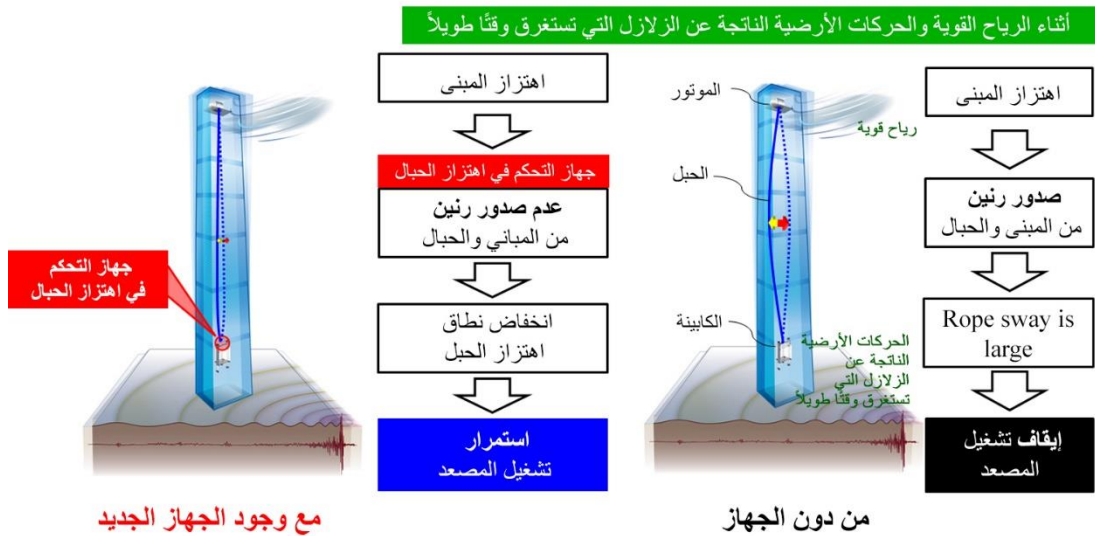 أثناء الرياح القوية والحركات الأرضية الناتجة عن الزلازل التي تستغرق وقتًا طويلاً
اهتزاز المبنى
صدور رنين
من المبنى والحبال
Rope sway is
large
إيقاف تشغيل
المصعد
الموتور
رياح قوية
الحبل
الكابينة
الحركات الأرضية
الناتجة عن
الزلازل التي
تستغرق وقتًا طويلاً
من دون الجهاز
اهتزاز المبنى
جهاز التحكم في اهتزاز الحبال
عدم صدور رنين
من المباني والحبال
انخفاض نطاق
اهتزاز الحبل
استمرار
تشغيل المصعد
جهاز التحكم
في اهتزاز الحبال
مع وجود الجهاز الجديد